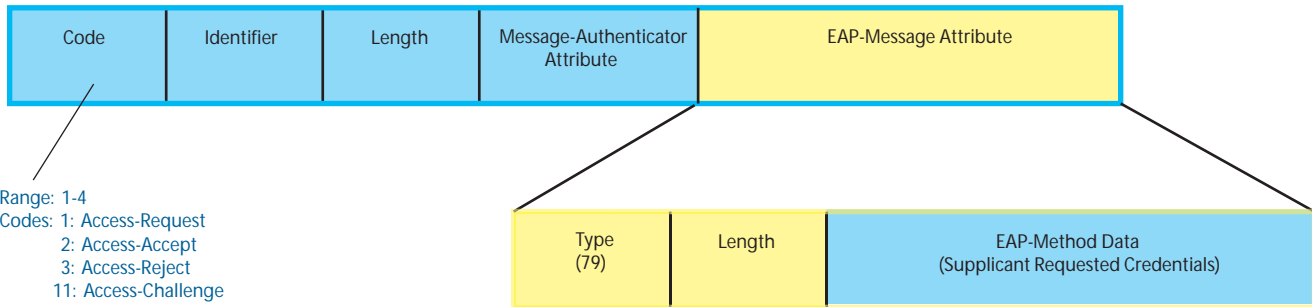 Code
Identifier
Length
Message-Authenticator
Attribute
EAP-Message Attribute
Range: 1-4
Codes: 1: Access-Request
2: Access-Accept
3: Access-Reject
11: Access-Challenge
Type
(79)
Length
EAP-Method Data
(Supplicant Requested Credentials)